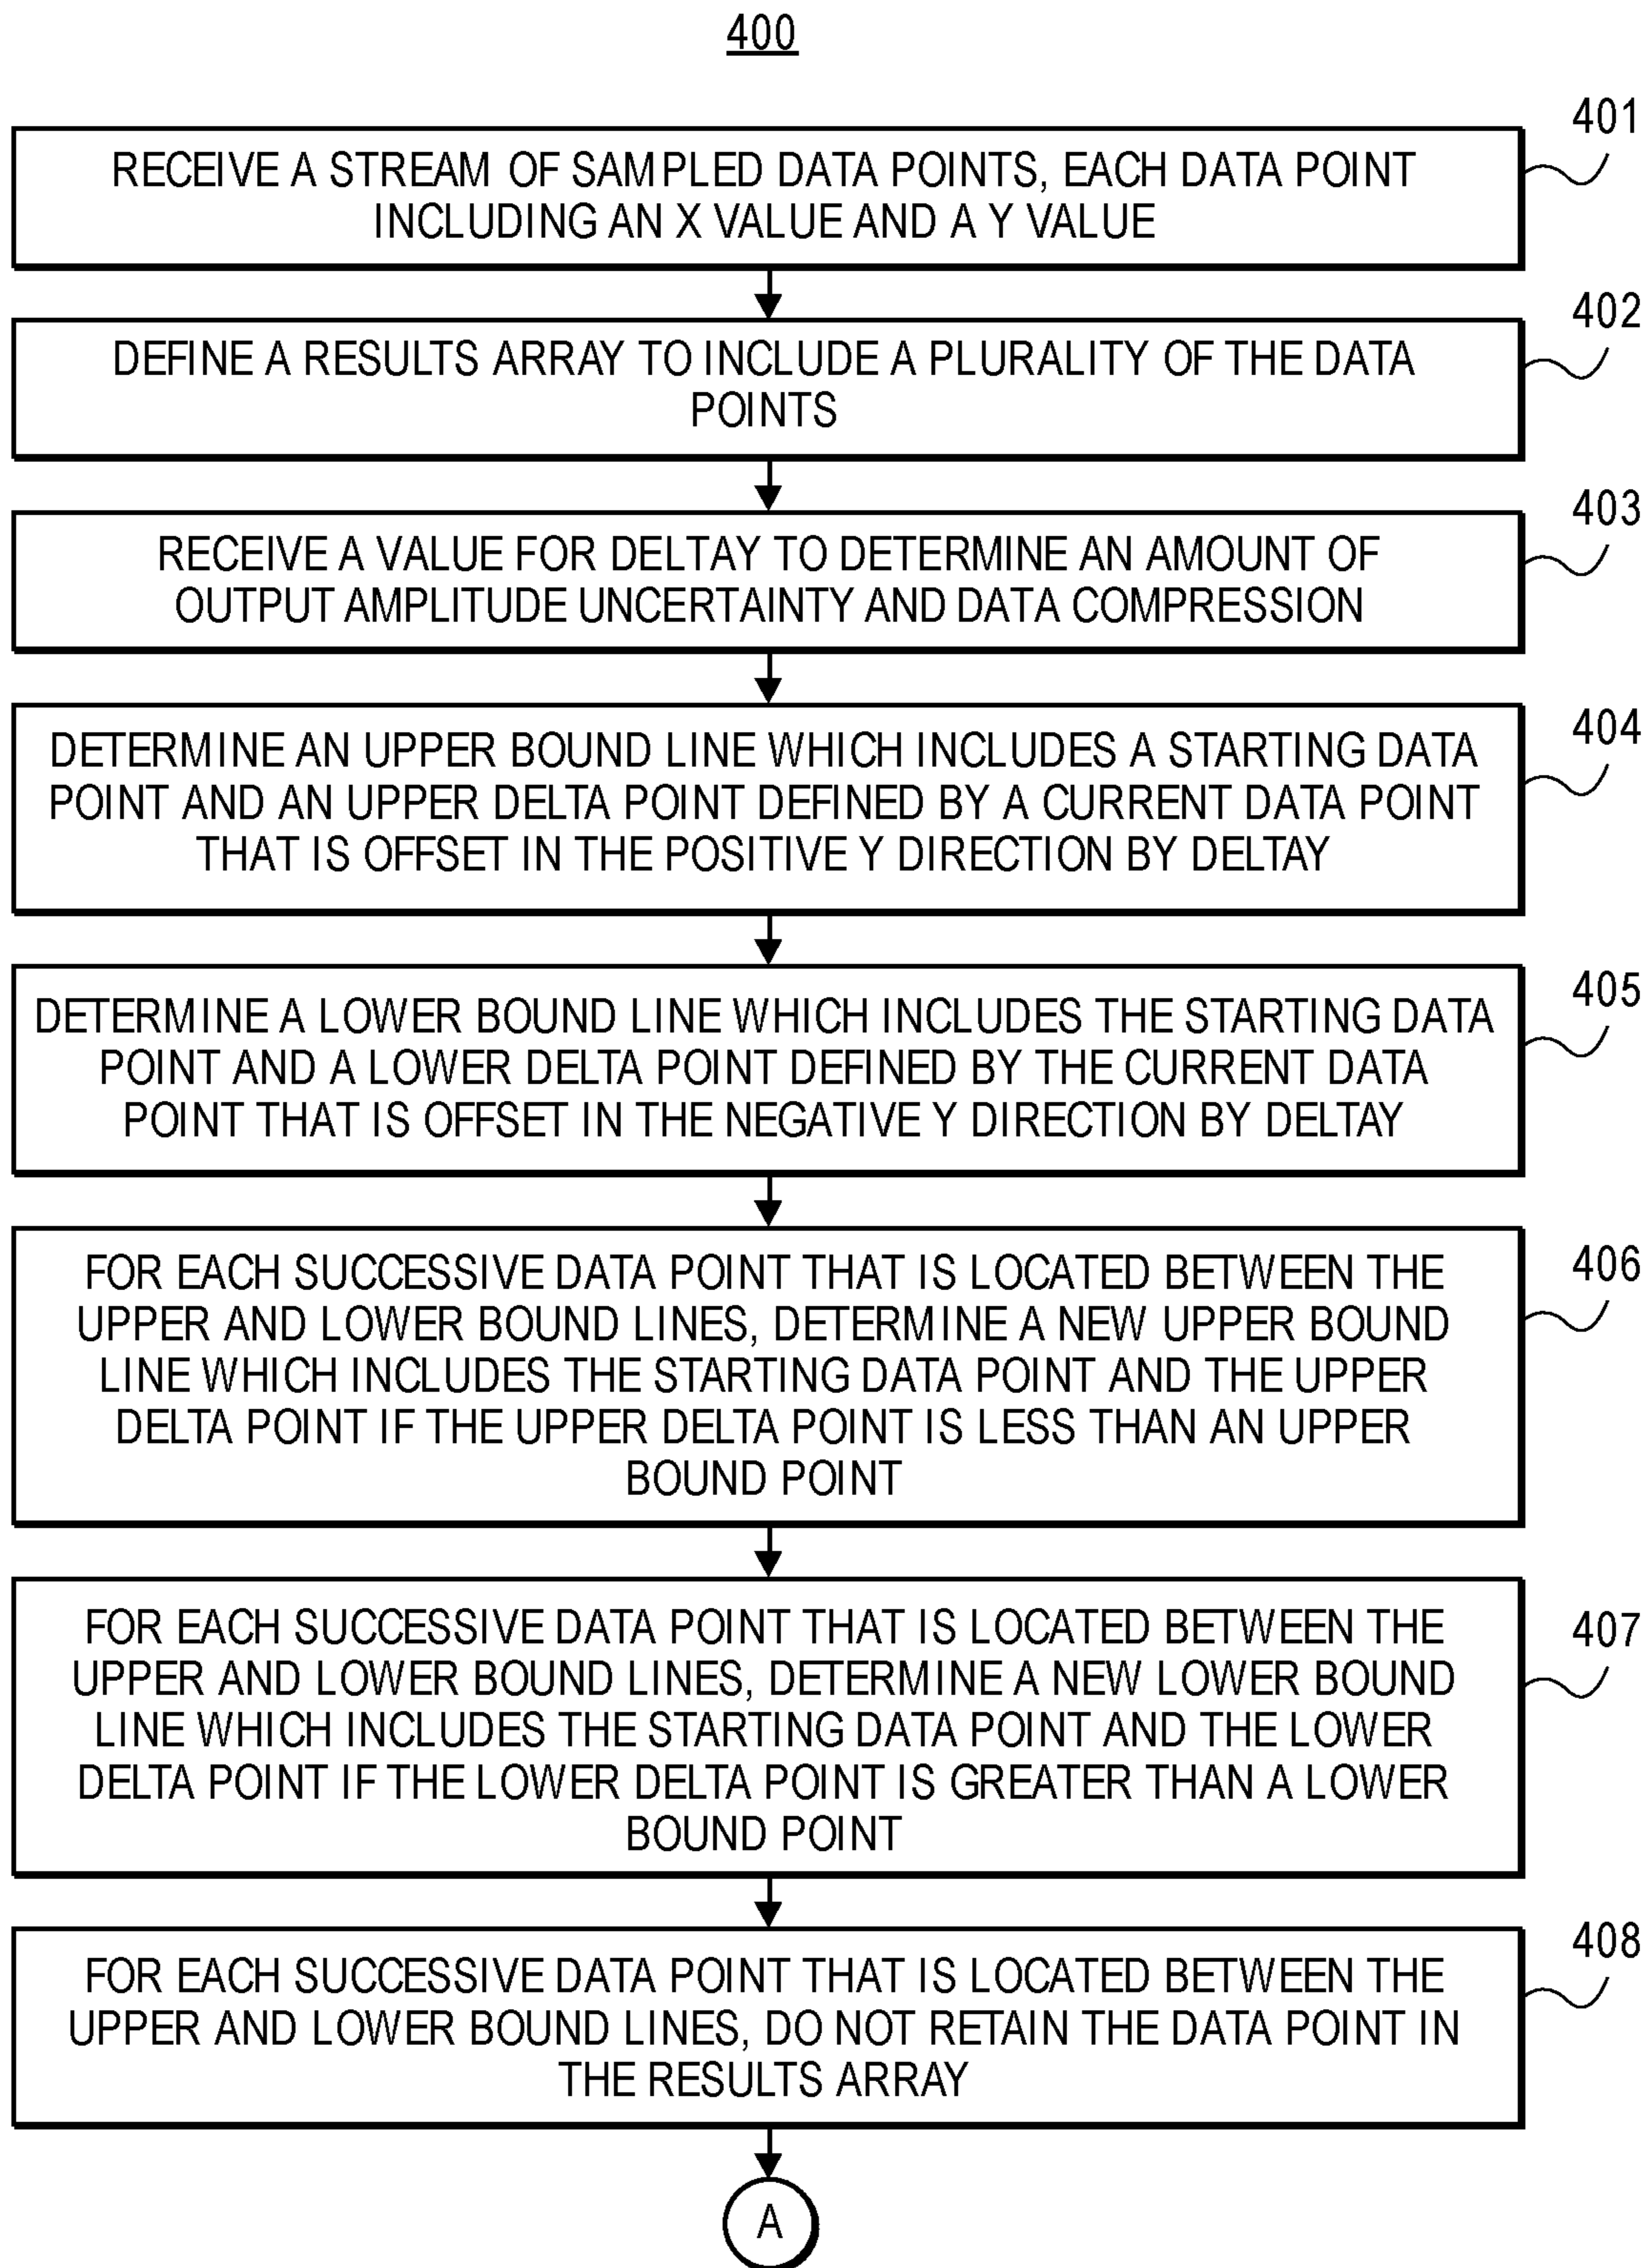 400
401
RECEIVE A STREAM OF SAMPLED DATA POINTS, EACH DATA POINT
INCLUDING AN X VALUE AND A Y VALUE
402
DEFINE A RESULTS ARRAY TO INCLUDE A PLURALITY OF THE DATA
POINTS
403
RECEIVE A VALUE FOR DELTAY TO DETERMINE AN AMOUNT OF
OUTPUT AMPLITUDE UNCERTAINTY AND DATA COMPRESSION
404
DETERMINE AN UPPER BOUND LINE WHICH INCLUDES A STARTING DATA
POINT AND AN UPPER DELTA POINT DEFINED BY A CURRENT DATA POINT
THAT IS OFFSET IN THE POSITIVE Y DIRECTION BY DELTAY
405
DETERMINE A LOWER BOUND LINE WHICH INCLUDES THE STARTING DATA
POINT AND A LOWER DELTA POINT DEFINED BY THE CURRENT DATA
POINT THAT IS OFFSET IN THE NEGATIVE Y DIRECTION BY DELTAY
406
FOR EACH SUCCESSIVE DATA POINT THAT IS LOCATED BETWEEN THE
UPPER AND LOWER BOUND LINES, DETERMINE A NEW UPPER BOUND
LINE WHICH INCLUDES THE STARTING DATA POINT AND THE UPPER
DELTA POINT IF THE UPPER DELTA POINT IS LESS THAN AN UPPER
BOUND POINT
407
FOR EACH SUCCESSIVE DATA POINT THAT IS LOCATED BETWEEN THE
UPPER AND LOWER BOUND LINES, DETERMINE A NEW LOWER BOUND
LINE WHICH INCLUDES THE STARTING DATA POINT AND THE LOWER
DELTA POINT IF THE LOWER DELTA POINT IS GREATER THAN A LOWER
BOUND POINT
408
FOR EACH SUCCESSIVE DATA POINT THAT IS LOCATED BETWEEN THE
UPPER AND LOWER BOUND LINES, DO NOT RETAIN THE DATA POINT IN
THE RESULTS ARRAY
A